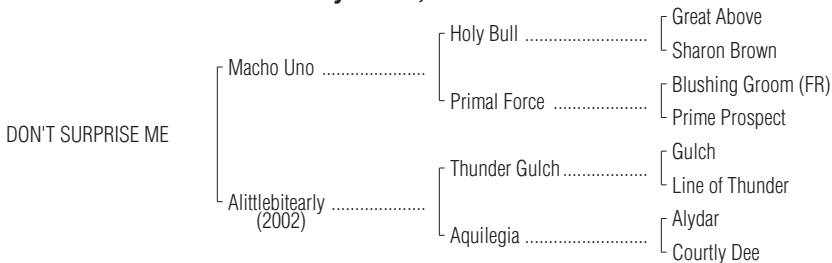 Great Above
Holy Bull ..........................
Sharon Brown
Macho Uno ......................
Blushing Groom (FR)
Primal Force ....................
Prime Prospect
DON'T SURPRISE ME
Gulch
Thunder Gulch..................
Line of Thunder
Alittlebitearly ....................
(2002)
Alydar
Aquilegia ..........................
Courtly Dee